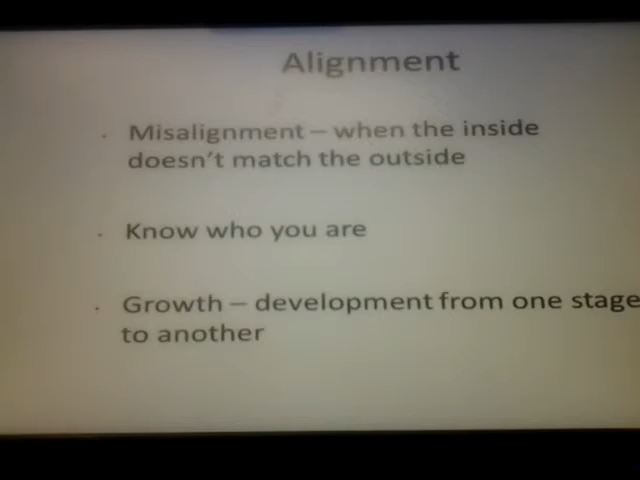 Alignment
· Misalignment – when the inside
doesn't match the outside
· Know who you are
· Growth – development from one stage
to another